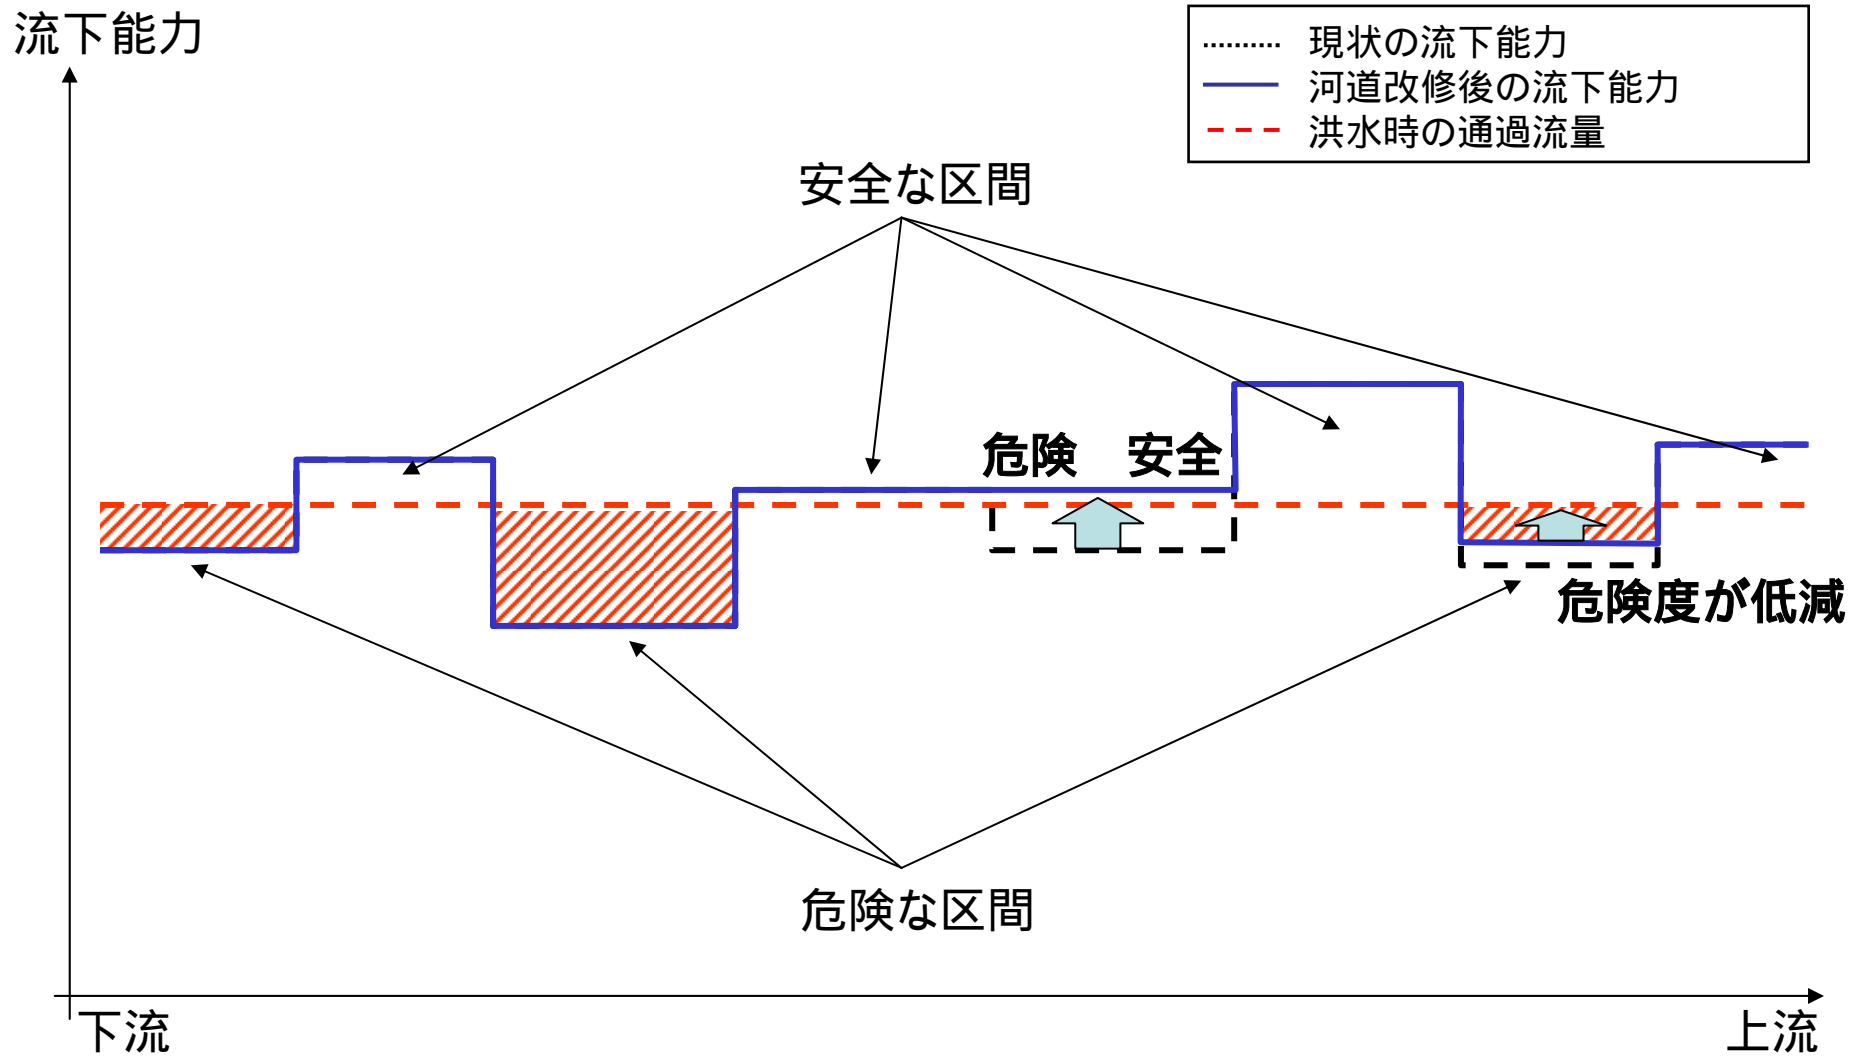 流下能力
現状の流下能力
河道改修後の流下能力
洪水時の通過流量
安全な区間
危険　安全
危険度が低減
危険な区間
下流
上流